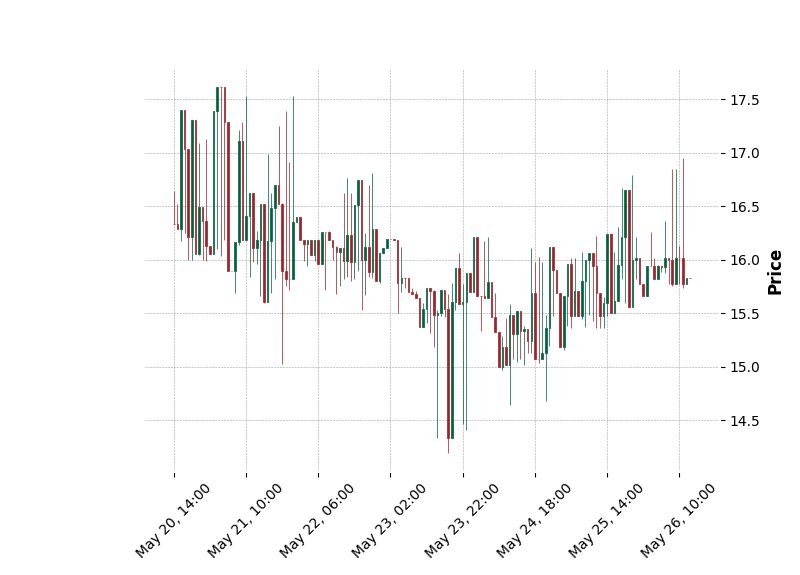 17.5
17.0
16.5
16.0
15.5
15.0
14.5
Price
May 20, 14:00
May 21, 10:00
May 22, 06:00
May 23, 02:00
May 23, 22:00
May 24, 18:00
May 25, 14:00
May 26, 10:00